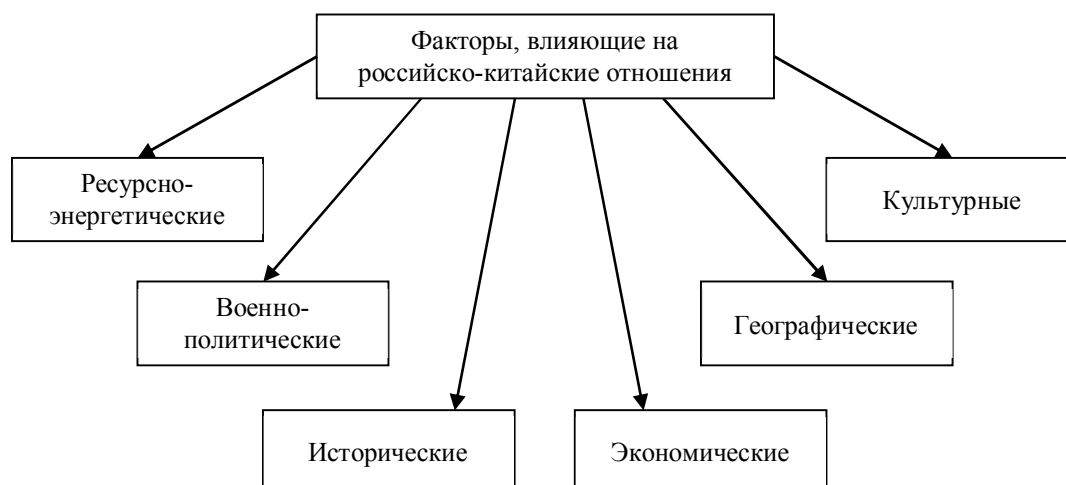 Факторы, влияющие на
российско-китайские отношения
Ресурсно-
энергетические
Культурные
Военно-
политические
Географические
Исторические
Экономические